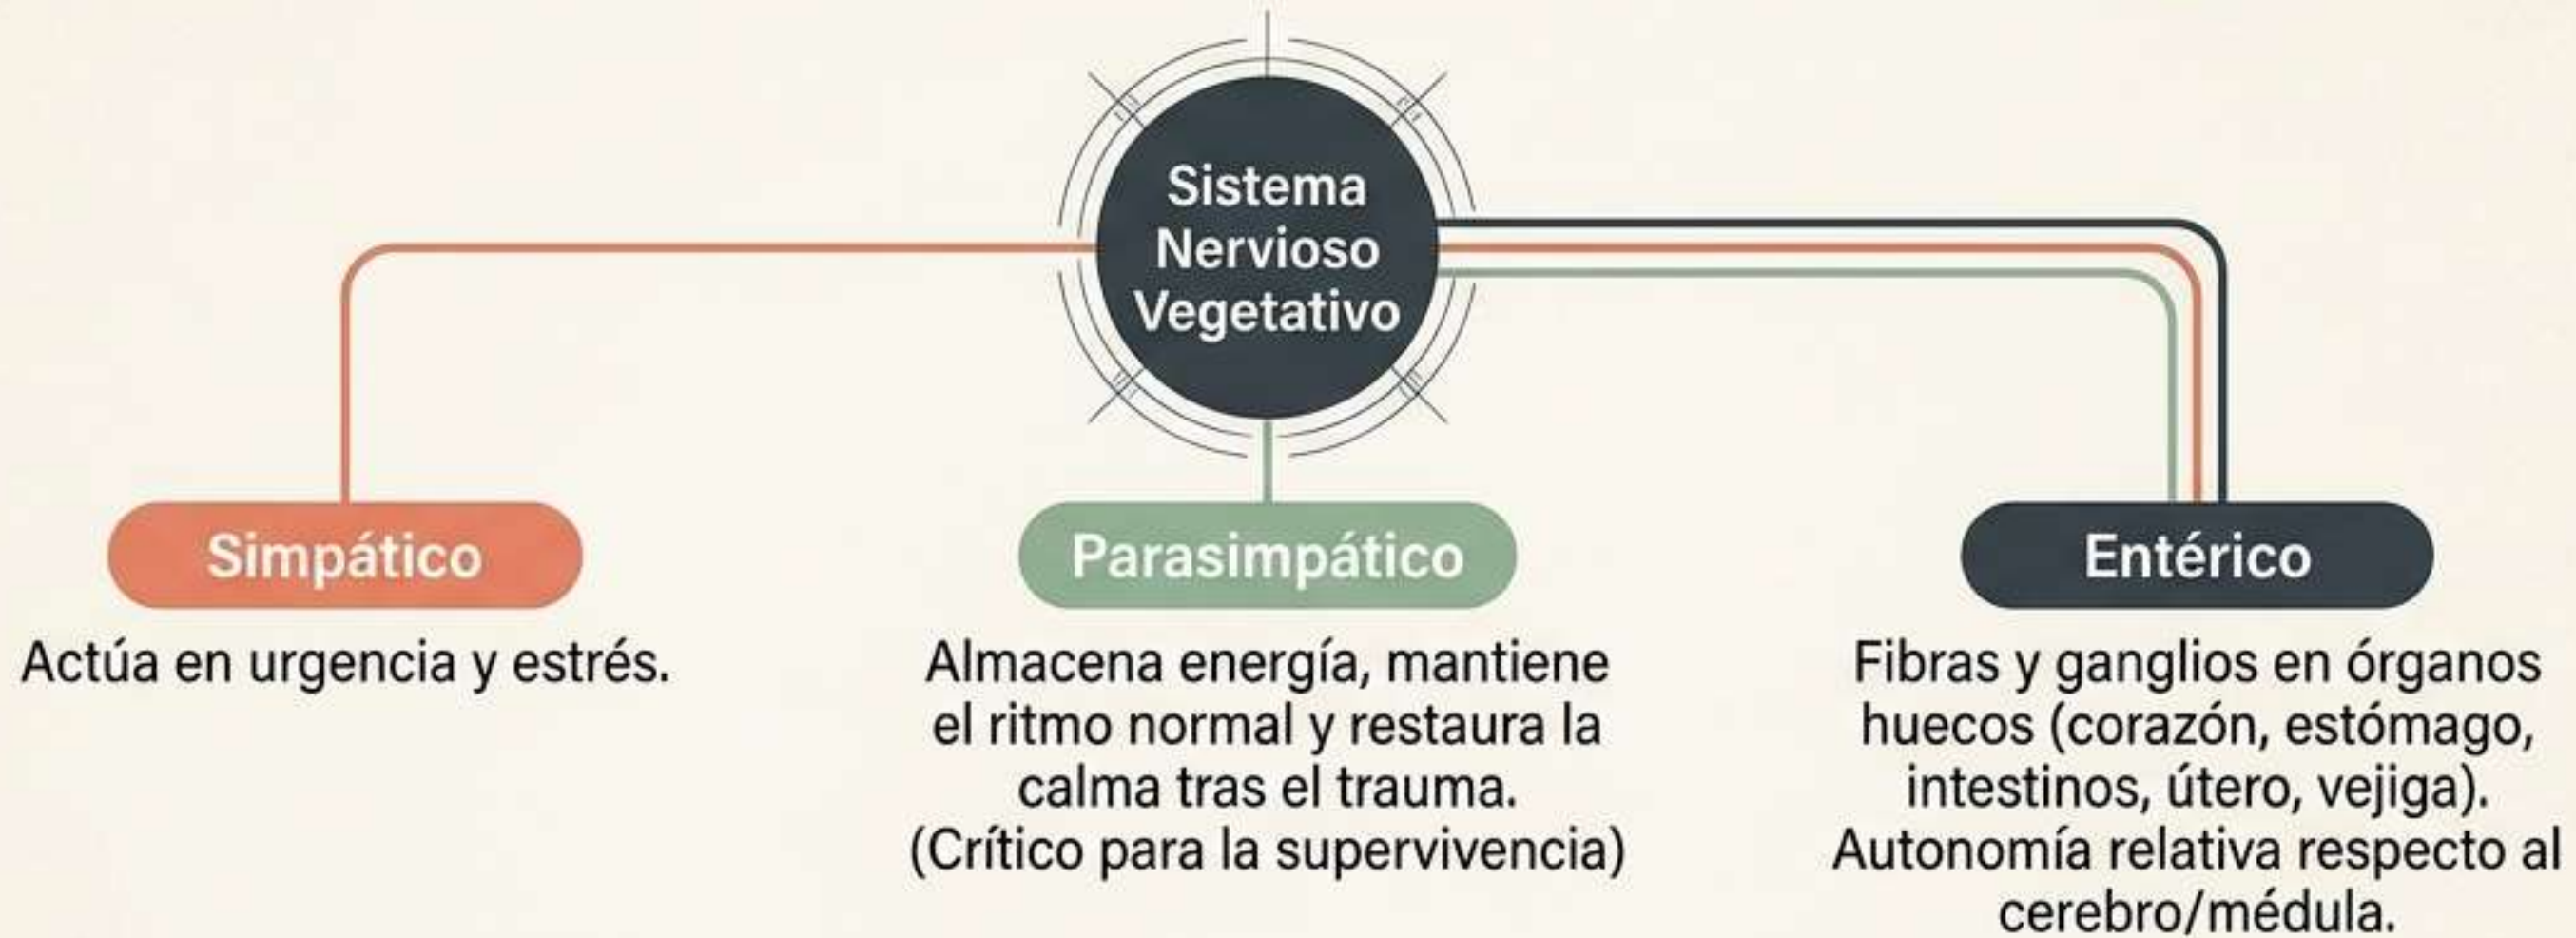 Sistema
Nervioso
Vegetativo
Simpático
Actúa en urgencia y estrés.
Parasimpático
Almacena energía, mantiene
el ritmo normal y restaura la
calma tras el trauma.
(Crítico para la supervivencia)
Entérico
Fibras y ganglios en órganos
huecos (corazón, estómago,
intestinos, útero, vejiga).
Autonomía relativa respecto al
cerebro/médula.